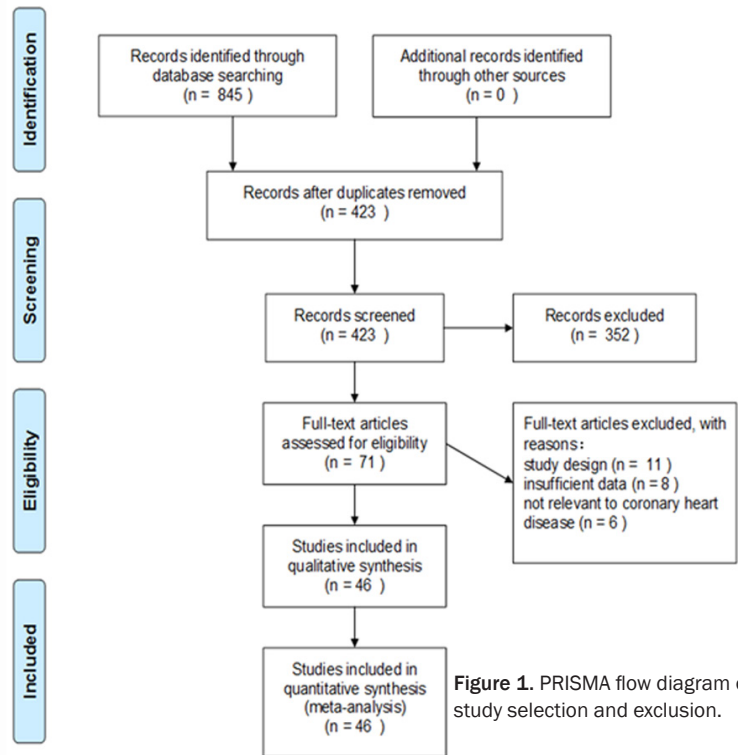 Identification
Records identified through
database searching
(n = 845 )
Additional records identified
through other sources
(n = 0 )
Records after duplicates removed
(n = 423 )
Screening
Records screened
(n = 423 )
Records excluded
(n = 352 )
Eligibility
Full-text articles
assessed for eligibility
(n = 71 )
Full-text articles excluded, with
reasons:
study design (n = 11 )
insufficient data (n = 8 )
not relevant to coronary heart
disease (n = 6 )
Studies included in
qualitative synthesis
(n = 46 )
Included
Studies included in
quantitative synthesis
(meta-analysis)
(n = 46 )
Figure 1. PRISMA flow diagram
study selection and exclusion.